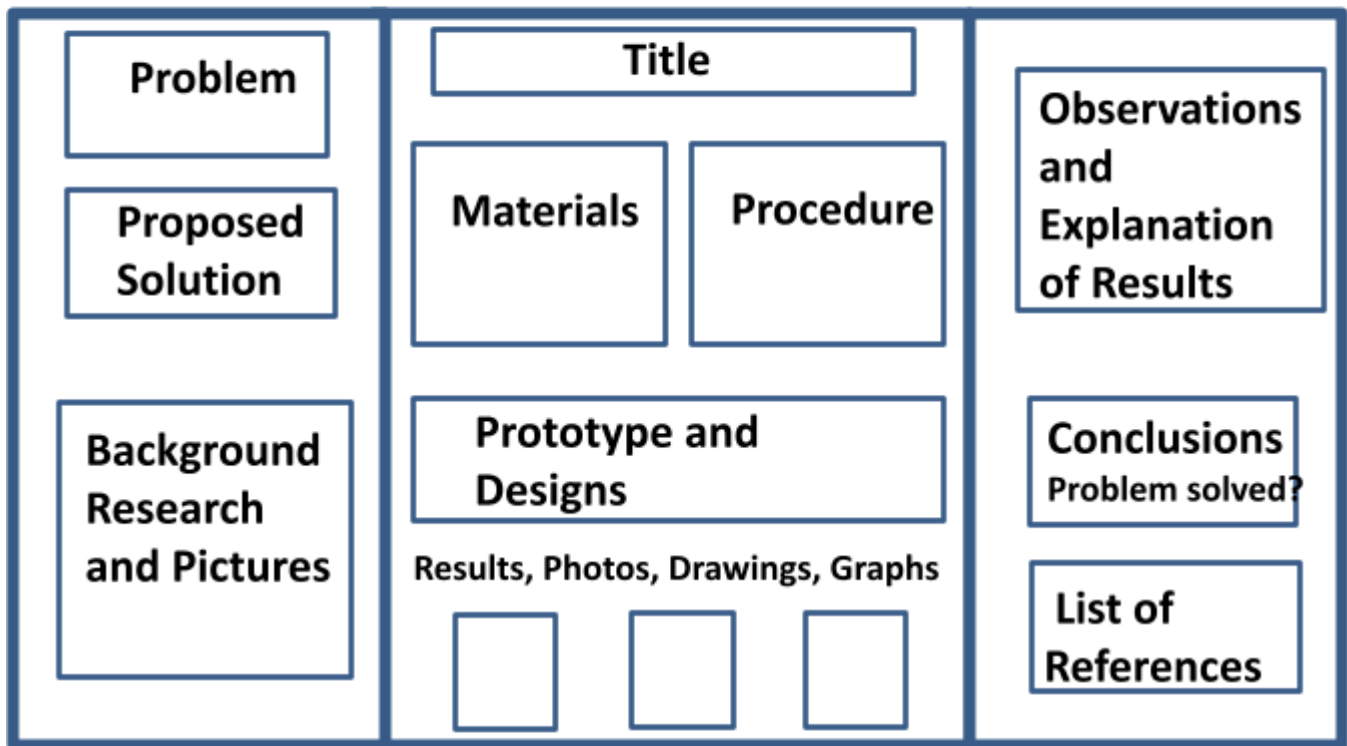 Problem
Proposed
Solution
Background
Research
and Pictures
Title
Materials
Procedure
Prototype and
Designs
Results, Photos, Drawings, Graphs
Observations
and
Explanation
of Results
Conclusions
Problem solved?
List of
References